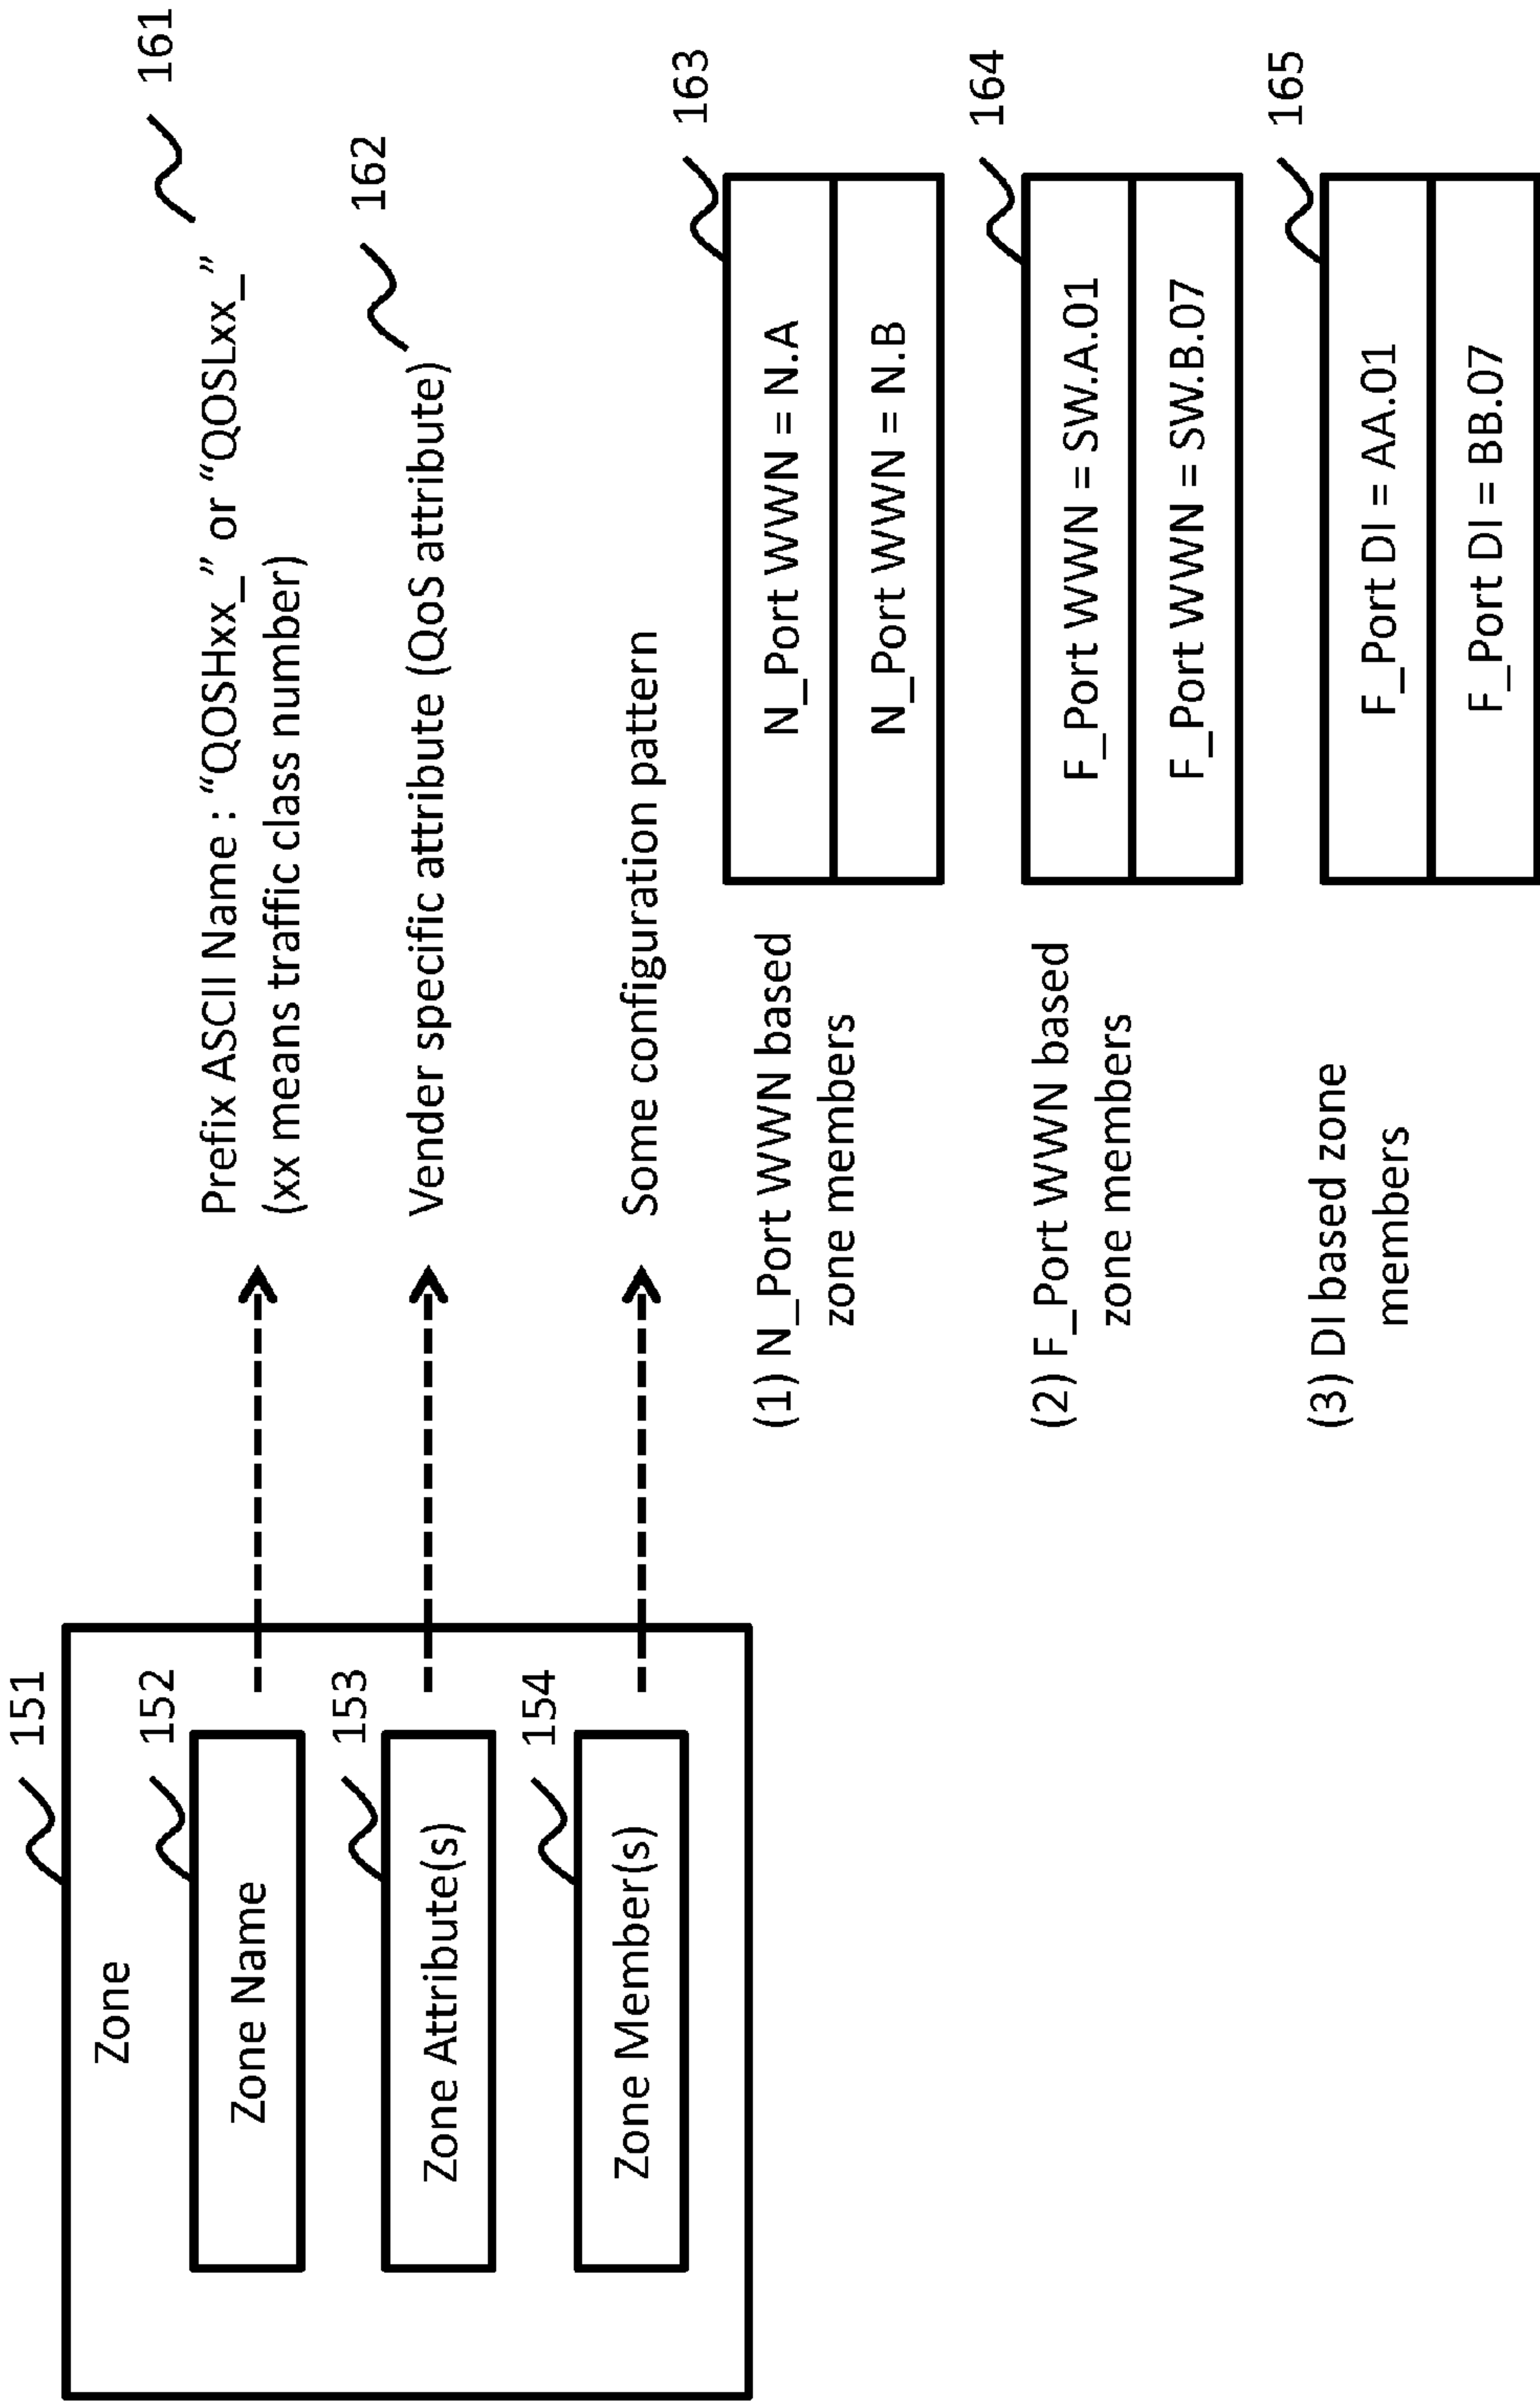 151
Zone
152
Zone Name
153
Zone Attribute(s)
154
Zone Member(s)
161
Prefix ASCII Name : “QOSHxx_” or “QOSLxx_”
(xx means traffic class number)
162
Vender specific attribute (QoS attribute)
Some configuration pattern
163
(1) N_Port WWN based
zone members
N_Port WWN = N.A
N_Port WWN = N.B
164
(2) F_Port WWN based
zone members
F_Port WWN = SW.A.01
F_Port WWN = SW.B.07
165
(3) DI based zone
members
F_Port DI = AA.01
F_Port DI = BB.07